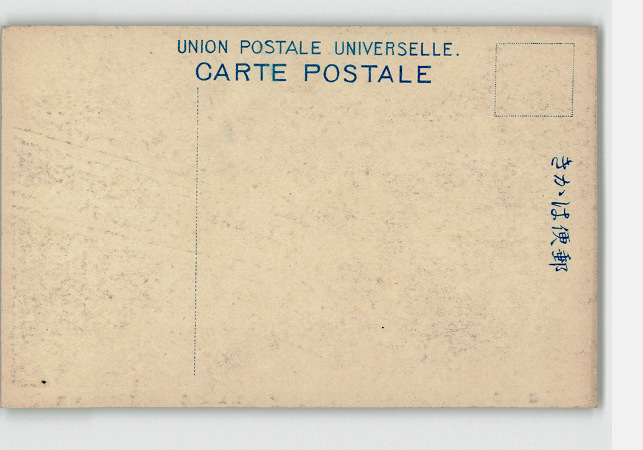 UNION POSTALE UNIVERSELLE.
CARTE POSTALE
きかは便郵